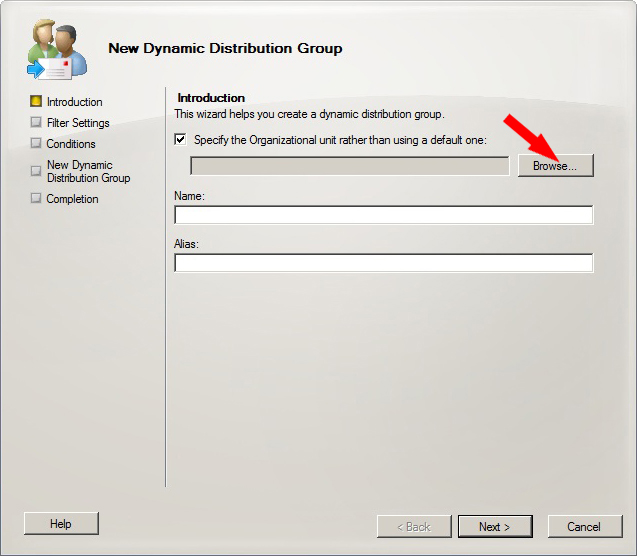 New Dynamic Distribution Group
Introduction
Filter Settings
Conditions
New Dynamic
Distribution Group
Completion
Introduction
This wizard helps you create a dynamic distribution group.
Specify the Organizational unit rather than using a default one:
Browse...
Name:
Alias:
Help
< Back
Next >
Cancel